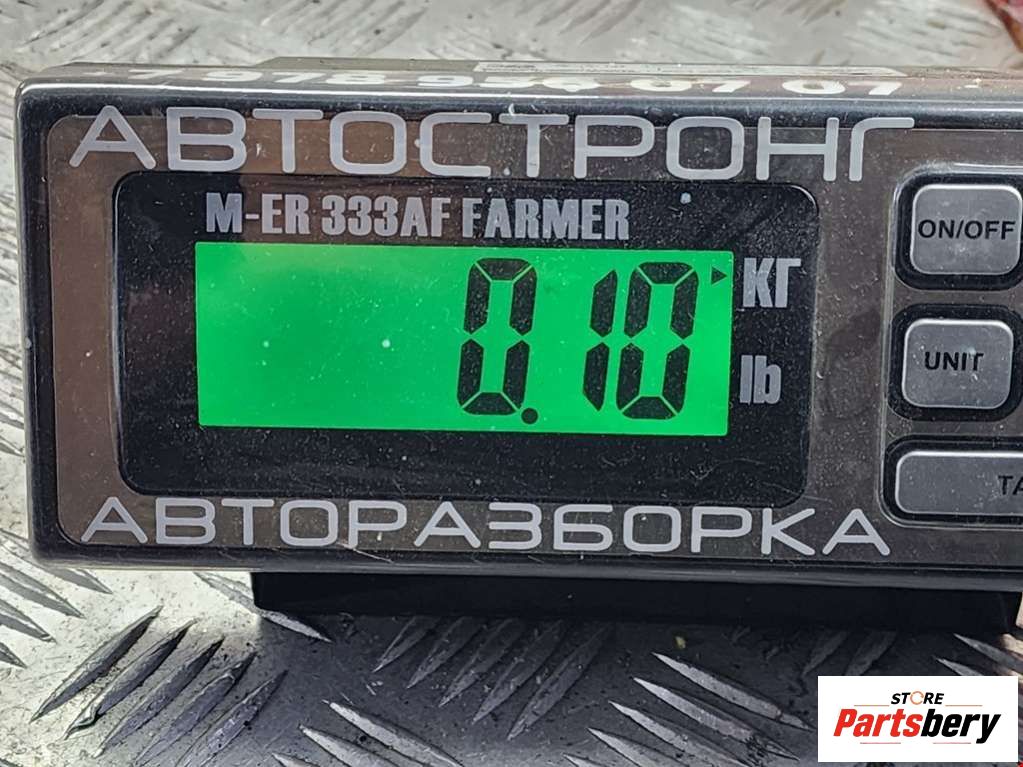 АВТОСТРОНГ
M-ER 333AF FARMER
0.10
КГ
lb
ON/OFF
UNIT
АВТОРАЗБОРКА
STORE
Partsbery